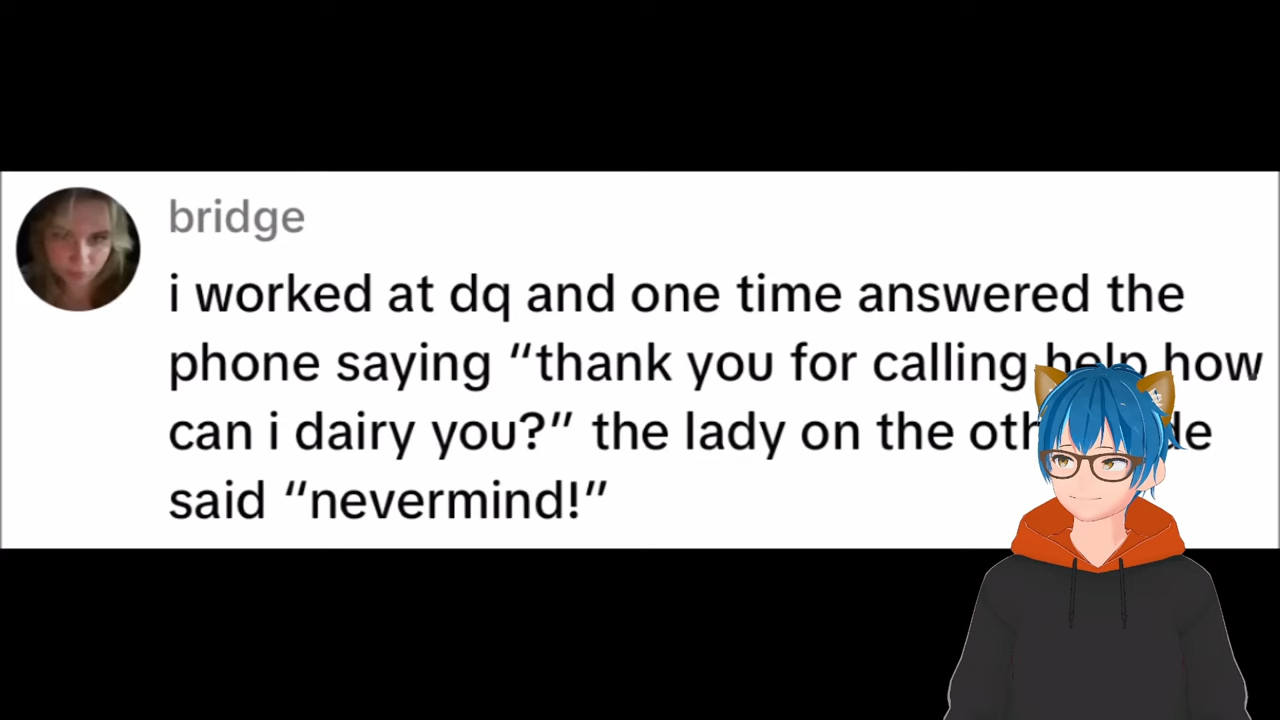 bridge
i worked at dq and one time answered the
phone saying “thank you for calling help how
can i dairy you?” the lady on the
said “nevermind!”